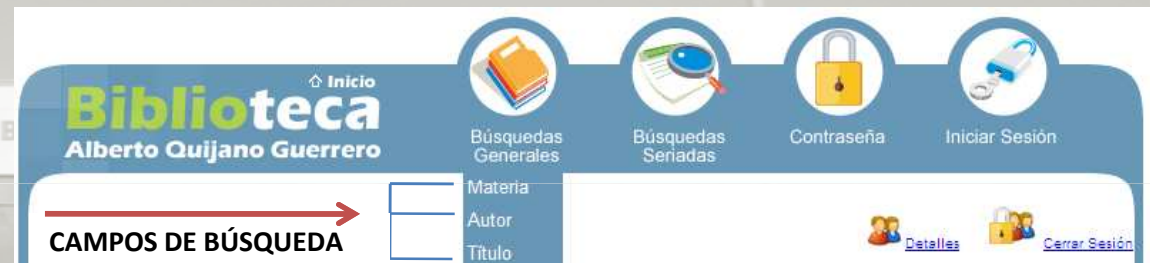 Inicio
Biblioteca
Alberto Quijano Guerrero
Búsquedas
Generales
Búsquedas
Seriadas
Contraseña
Iniciar Sesión
Materia
Autor
Título
CAMPOS DE BÚSQUEDA
Detalles
Cerrar Sesión